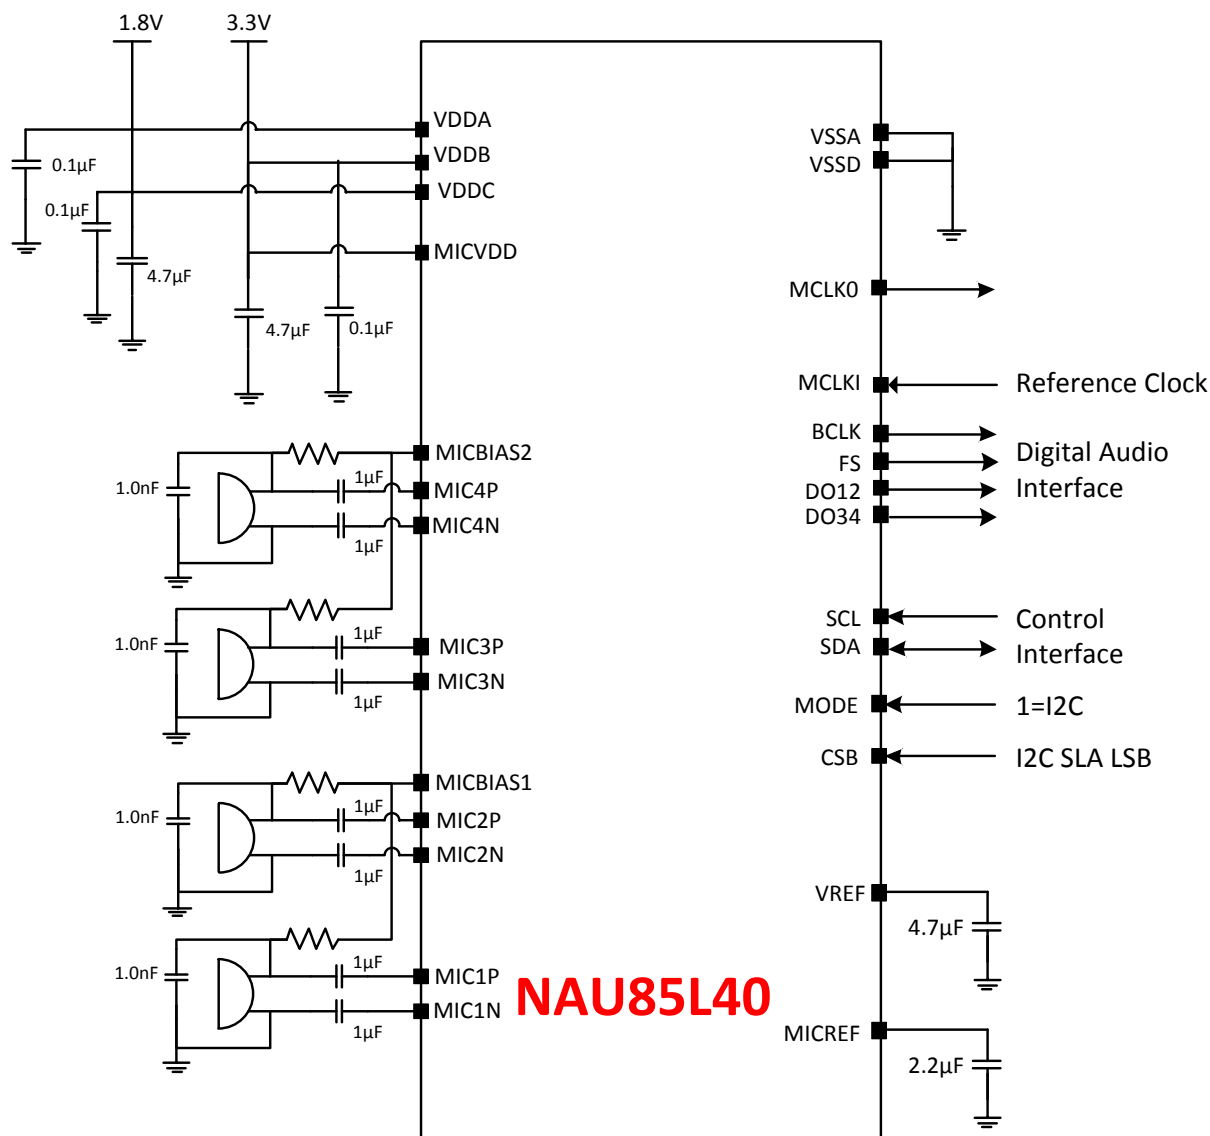 1.8V 3.3V
VDDA
VDDB
VDDC
MICVDD
0.1µF
0.1µF
4.7µF
4.7µF
0.1µF
VSSA
VSSD
MCLK0
MCLKI
Reference Clock
BCLK
FS
DO12
DO34
Digital Audio
Interface
SCL
SDA
Control
Interface
MODE
1=I2C
CSB
I2C SLA LSB
VREF
4.7µF
MICREF
2.2µF
MICBIAS2
1µF
MIC4P
1.0nF
MIC4N
1µF
1µF
1.0nF
MIC3P
MIC3N
1µF
MICBIAS1
1µF
1.0nF
MIC2P
MIC2N
1µF
1µF
1.0nF
MIC1P
MIC1N
1µF
NAU85L40